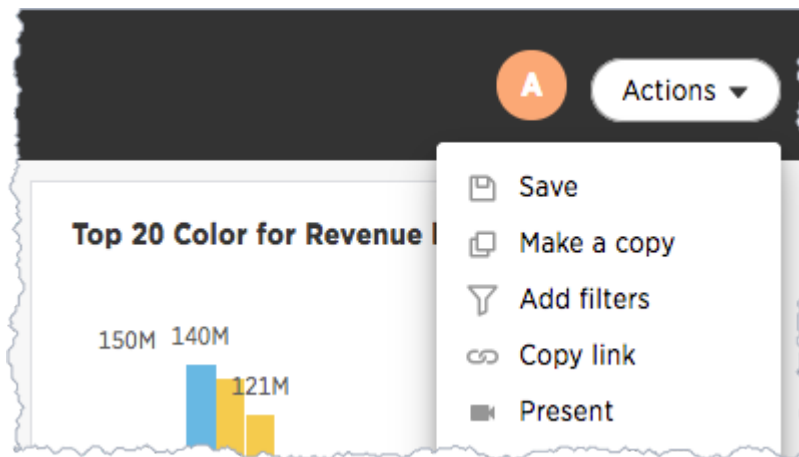 A
Actions
Save
Top 20 Color for Revenue
Make a copy
Add filters
150M 140M
Copy link
121M
Present